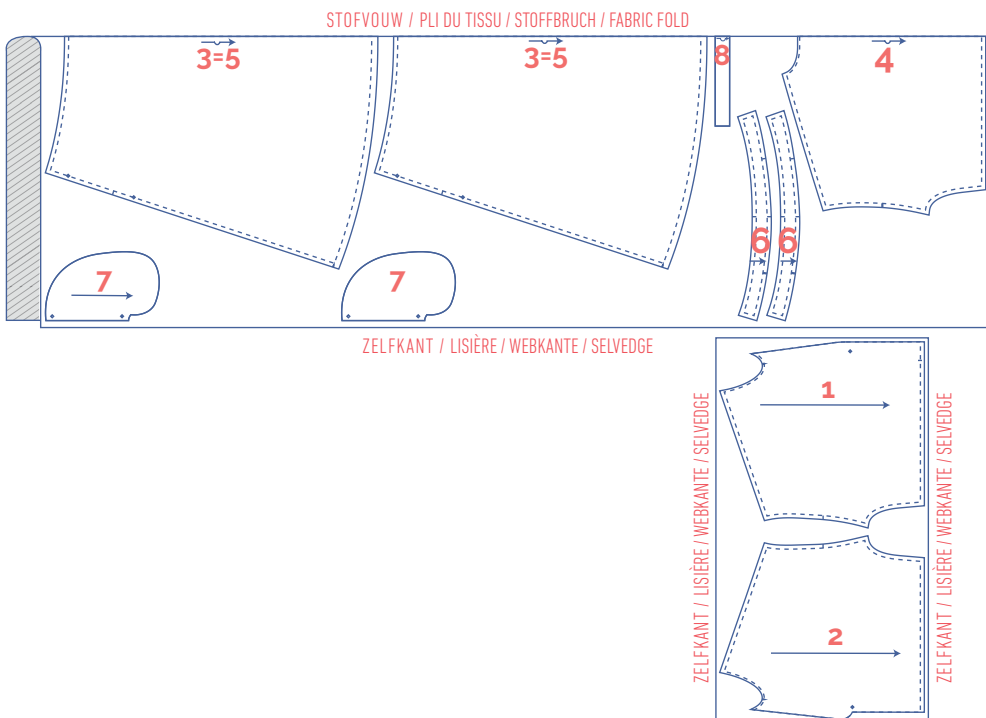 STOFVOUW / PLI DU TISSU / STOFFBRUCH / FABRIC FOLD
3=5
3=5
8
4
6
6
7
7
ZELFKANT / LISIÈRE / WEBKANTE / SELVEDGE
ZELFKANT / LISIÈRE / WEBKANTE / SELVEDGE
1
2
ZELFKANT / LISIÈRE / WEBKANTE / SELVEDGE